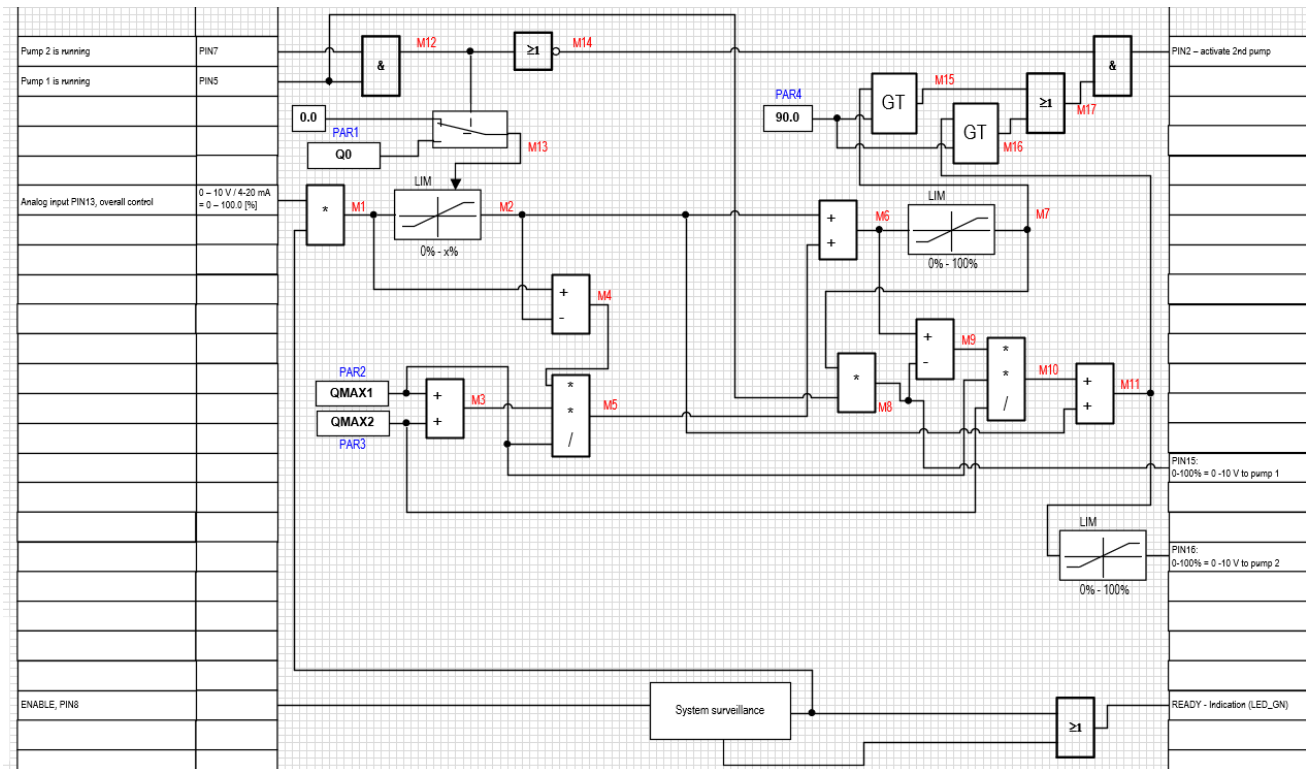 Pump 2 is running
PIN7
M12
≥1
M14
PIN2 – activate 2nd pump
&
&
Pump 1 is running
PIN5
M15
PAR4
GT
≥1
M17
0.0
90.0
GT
PAR1
M16
M13
Q0
LIM
LIM
Analog input PIN13, overall control
0 – 10 V / 4-20 mA
= 0 – 100.0 [%]
*
M1
M2
+
+
M6
M7
0% - x%
0% - 100%
+
-
M4
+
-
M9
*
*
/
M10
PAR2
QMAX1
+
+
M3
*
*
/
M5
*
M8
+
+
M11
QMAX2
PAR3
PIN15:
0-100% = 0 -10 V to pump 1
LIM
PIN16:
0-100% = 0 -10 V to pump 2
0% - 100%
ENABLE, PIN8
System surveillance
READY - Indication (LED_GN)
≥1